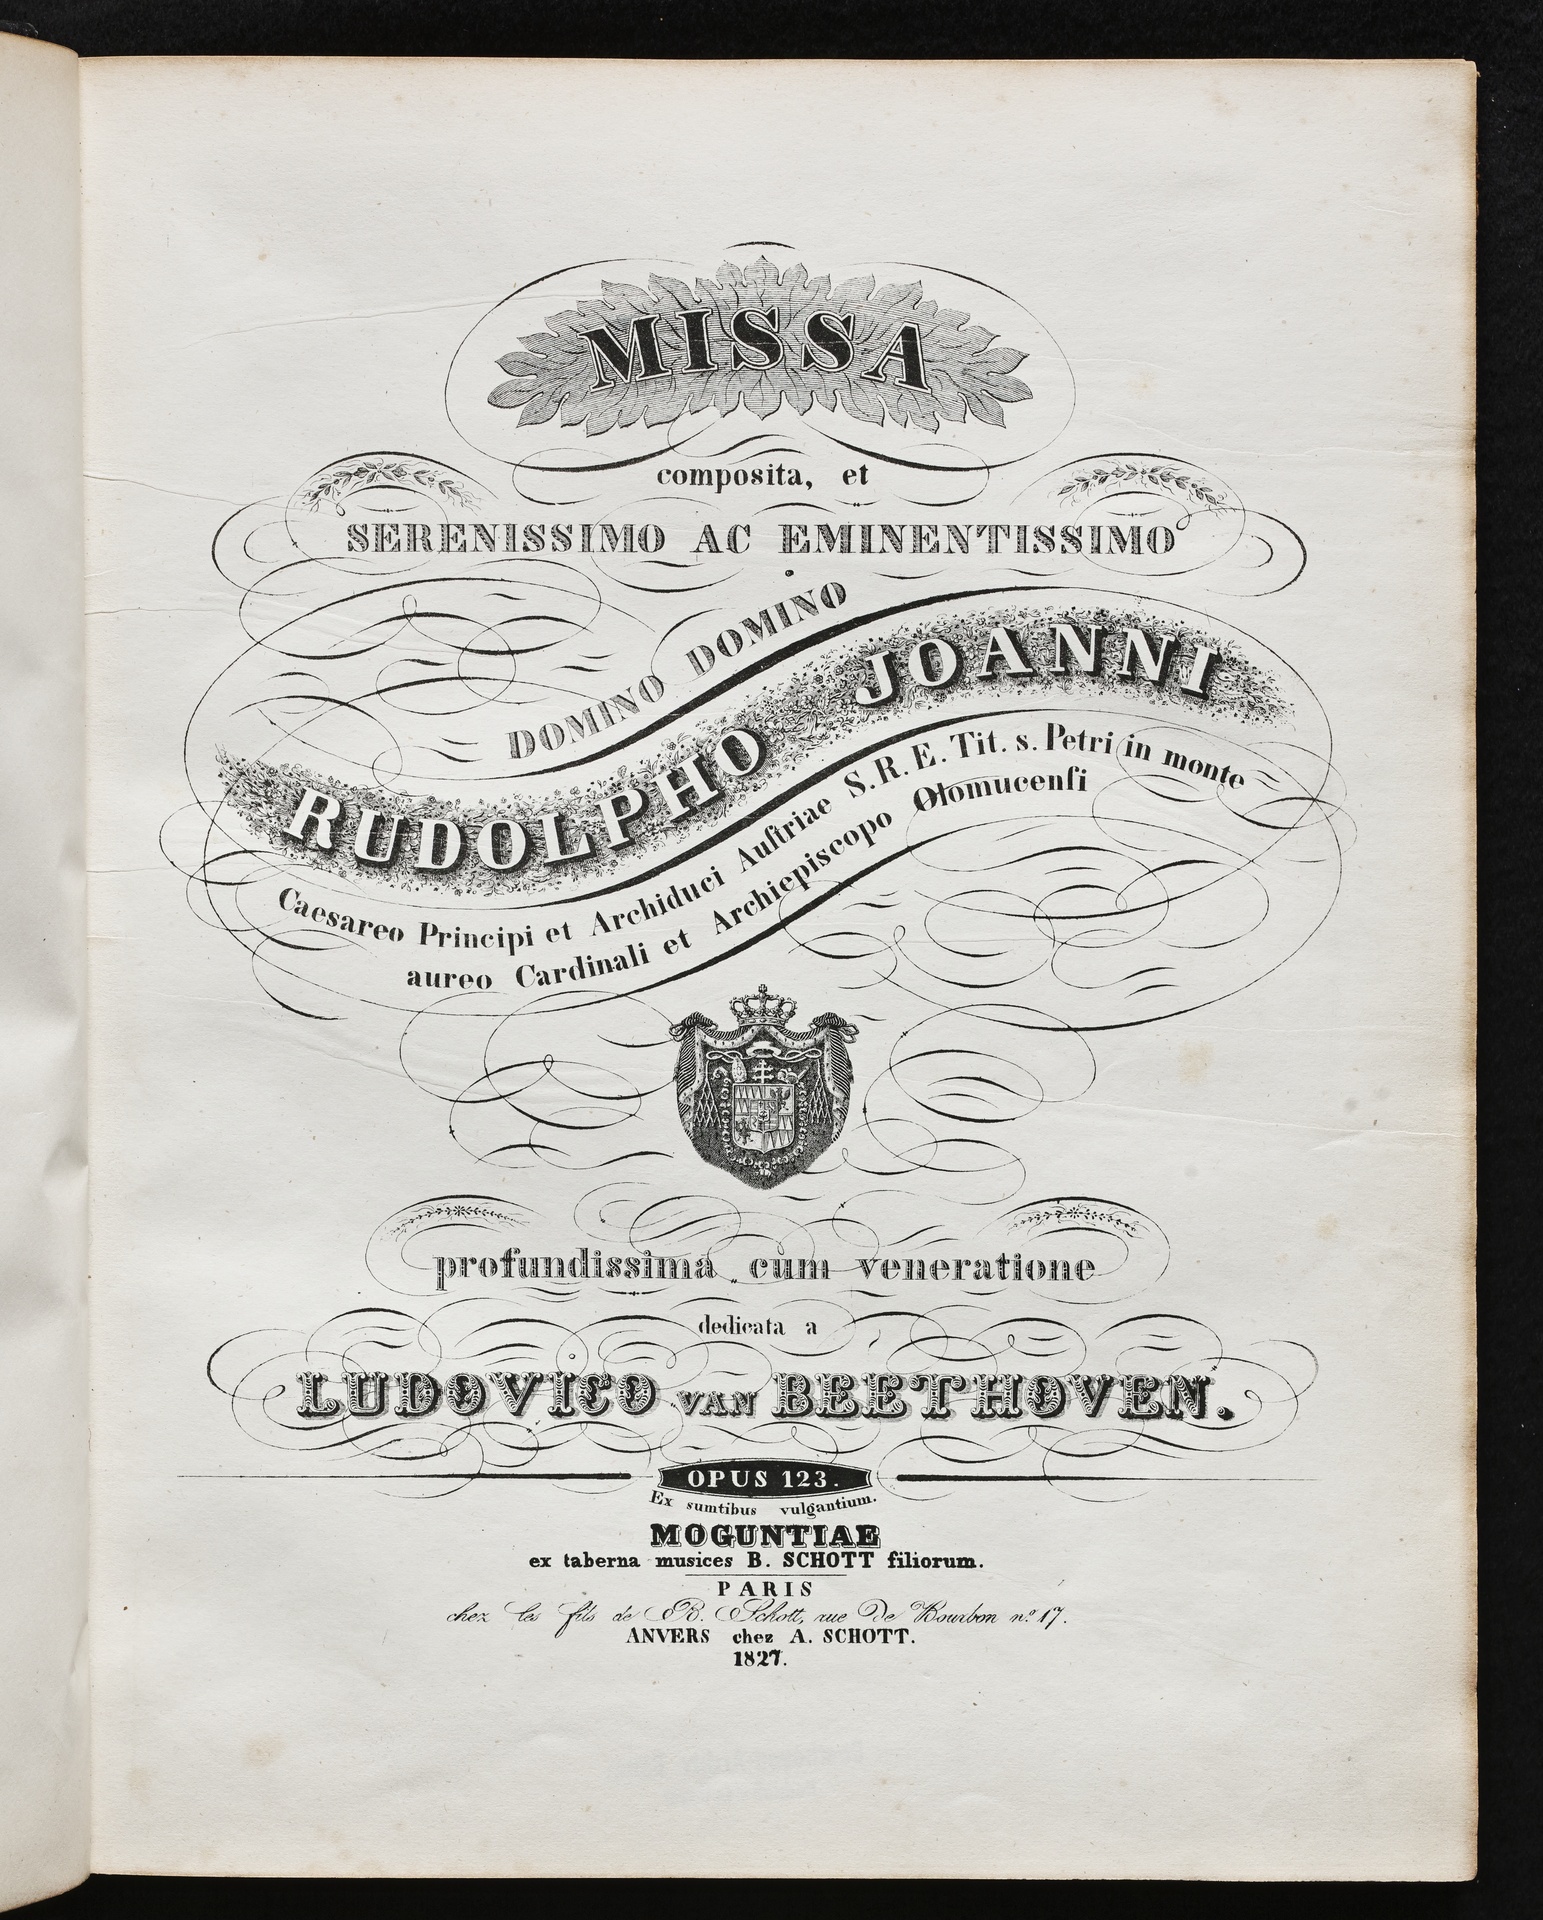 MISSA
composita, et
SERENISSIMO AC EMINENTISSIMO
DOMINO DOMINO
RUDOLPHO JOANNI
Caesareo Principi et Archiduci Auſtriae S.R.E. Tit. s. Petri in monte
aureo Cardinali et Archiepiscopo Olomucenſi
profundissima cum veneratione
dedicata a
LUDOVICO VAN BEETHOVEN.
OPUS 123.
Ex sumtibus vulgantium.
MOGUNTIAE
ex taberna musices B. SCHOTT filiorum.
PARIS
chez les fils de B. Schott, rue de Bourbon nº 17.
ANVERS chez A. SCHOTT.
1827.